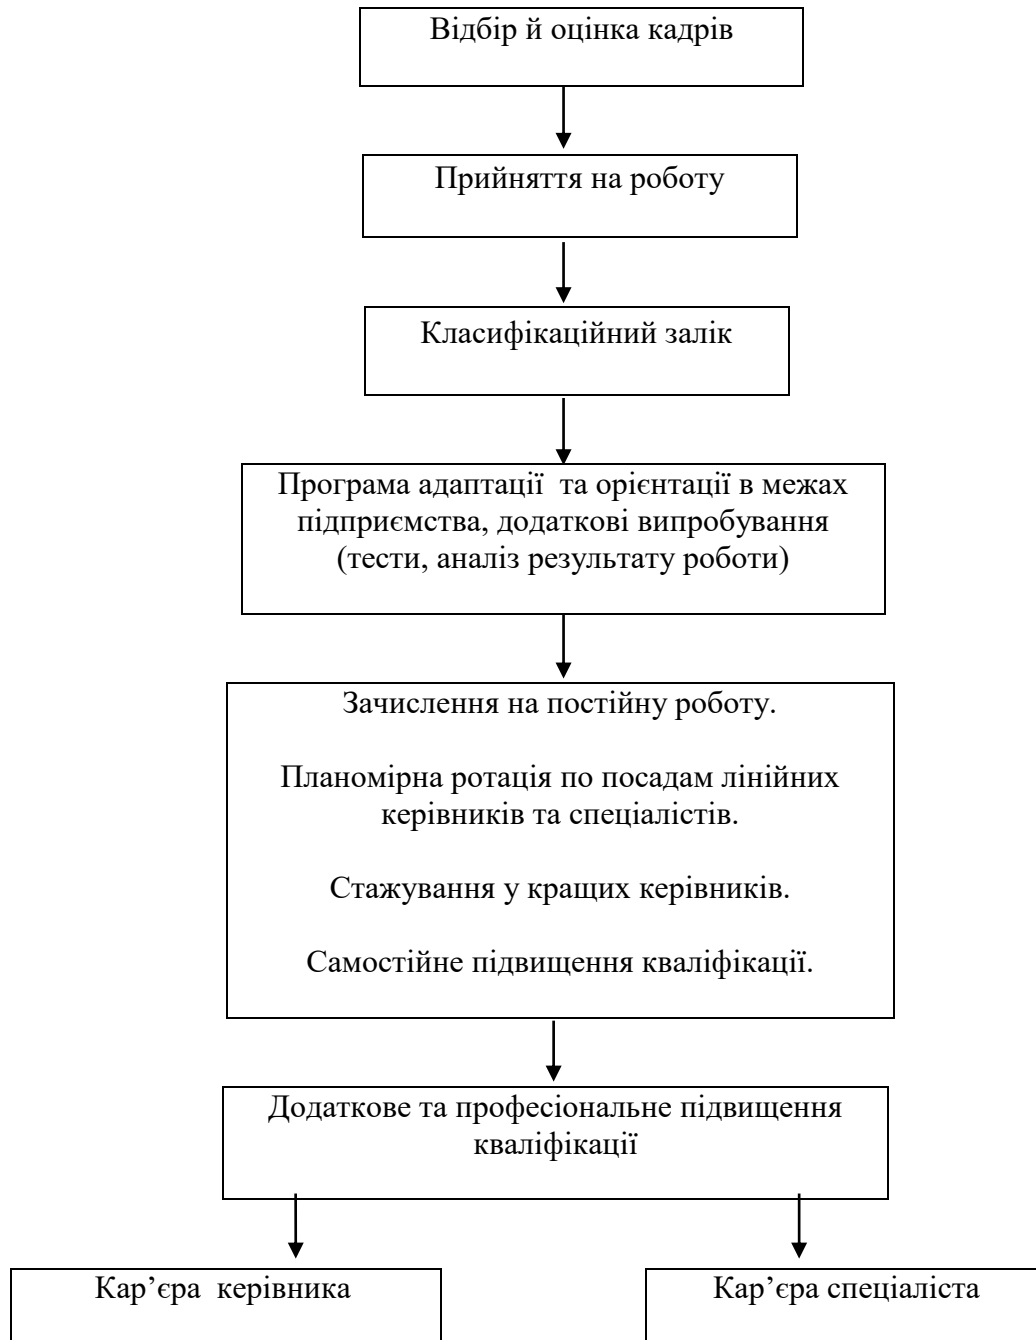 Відбір й оцінка кадрів
Прийняття на роботу
Класифікаційний залік
Програма адаптації  та орієнтації в межах
підприємства, додаткові випробування
(тести, аналіз результату роботи)
Зачислення на постійну роботу.
Планомірна ротація по посадам лінійних
керівників та спеціалістів.
Стажування у кращих керівників.
Самостійне підвищення кваліфікації.
Додаткове та професіональне підвищення
кваліфікації
Кар’єра  керівника
Кар’єра спеціаліста